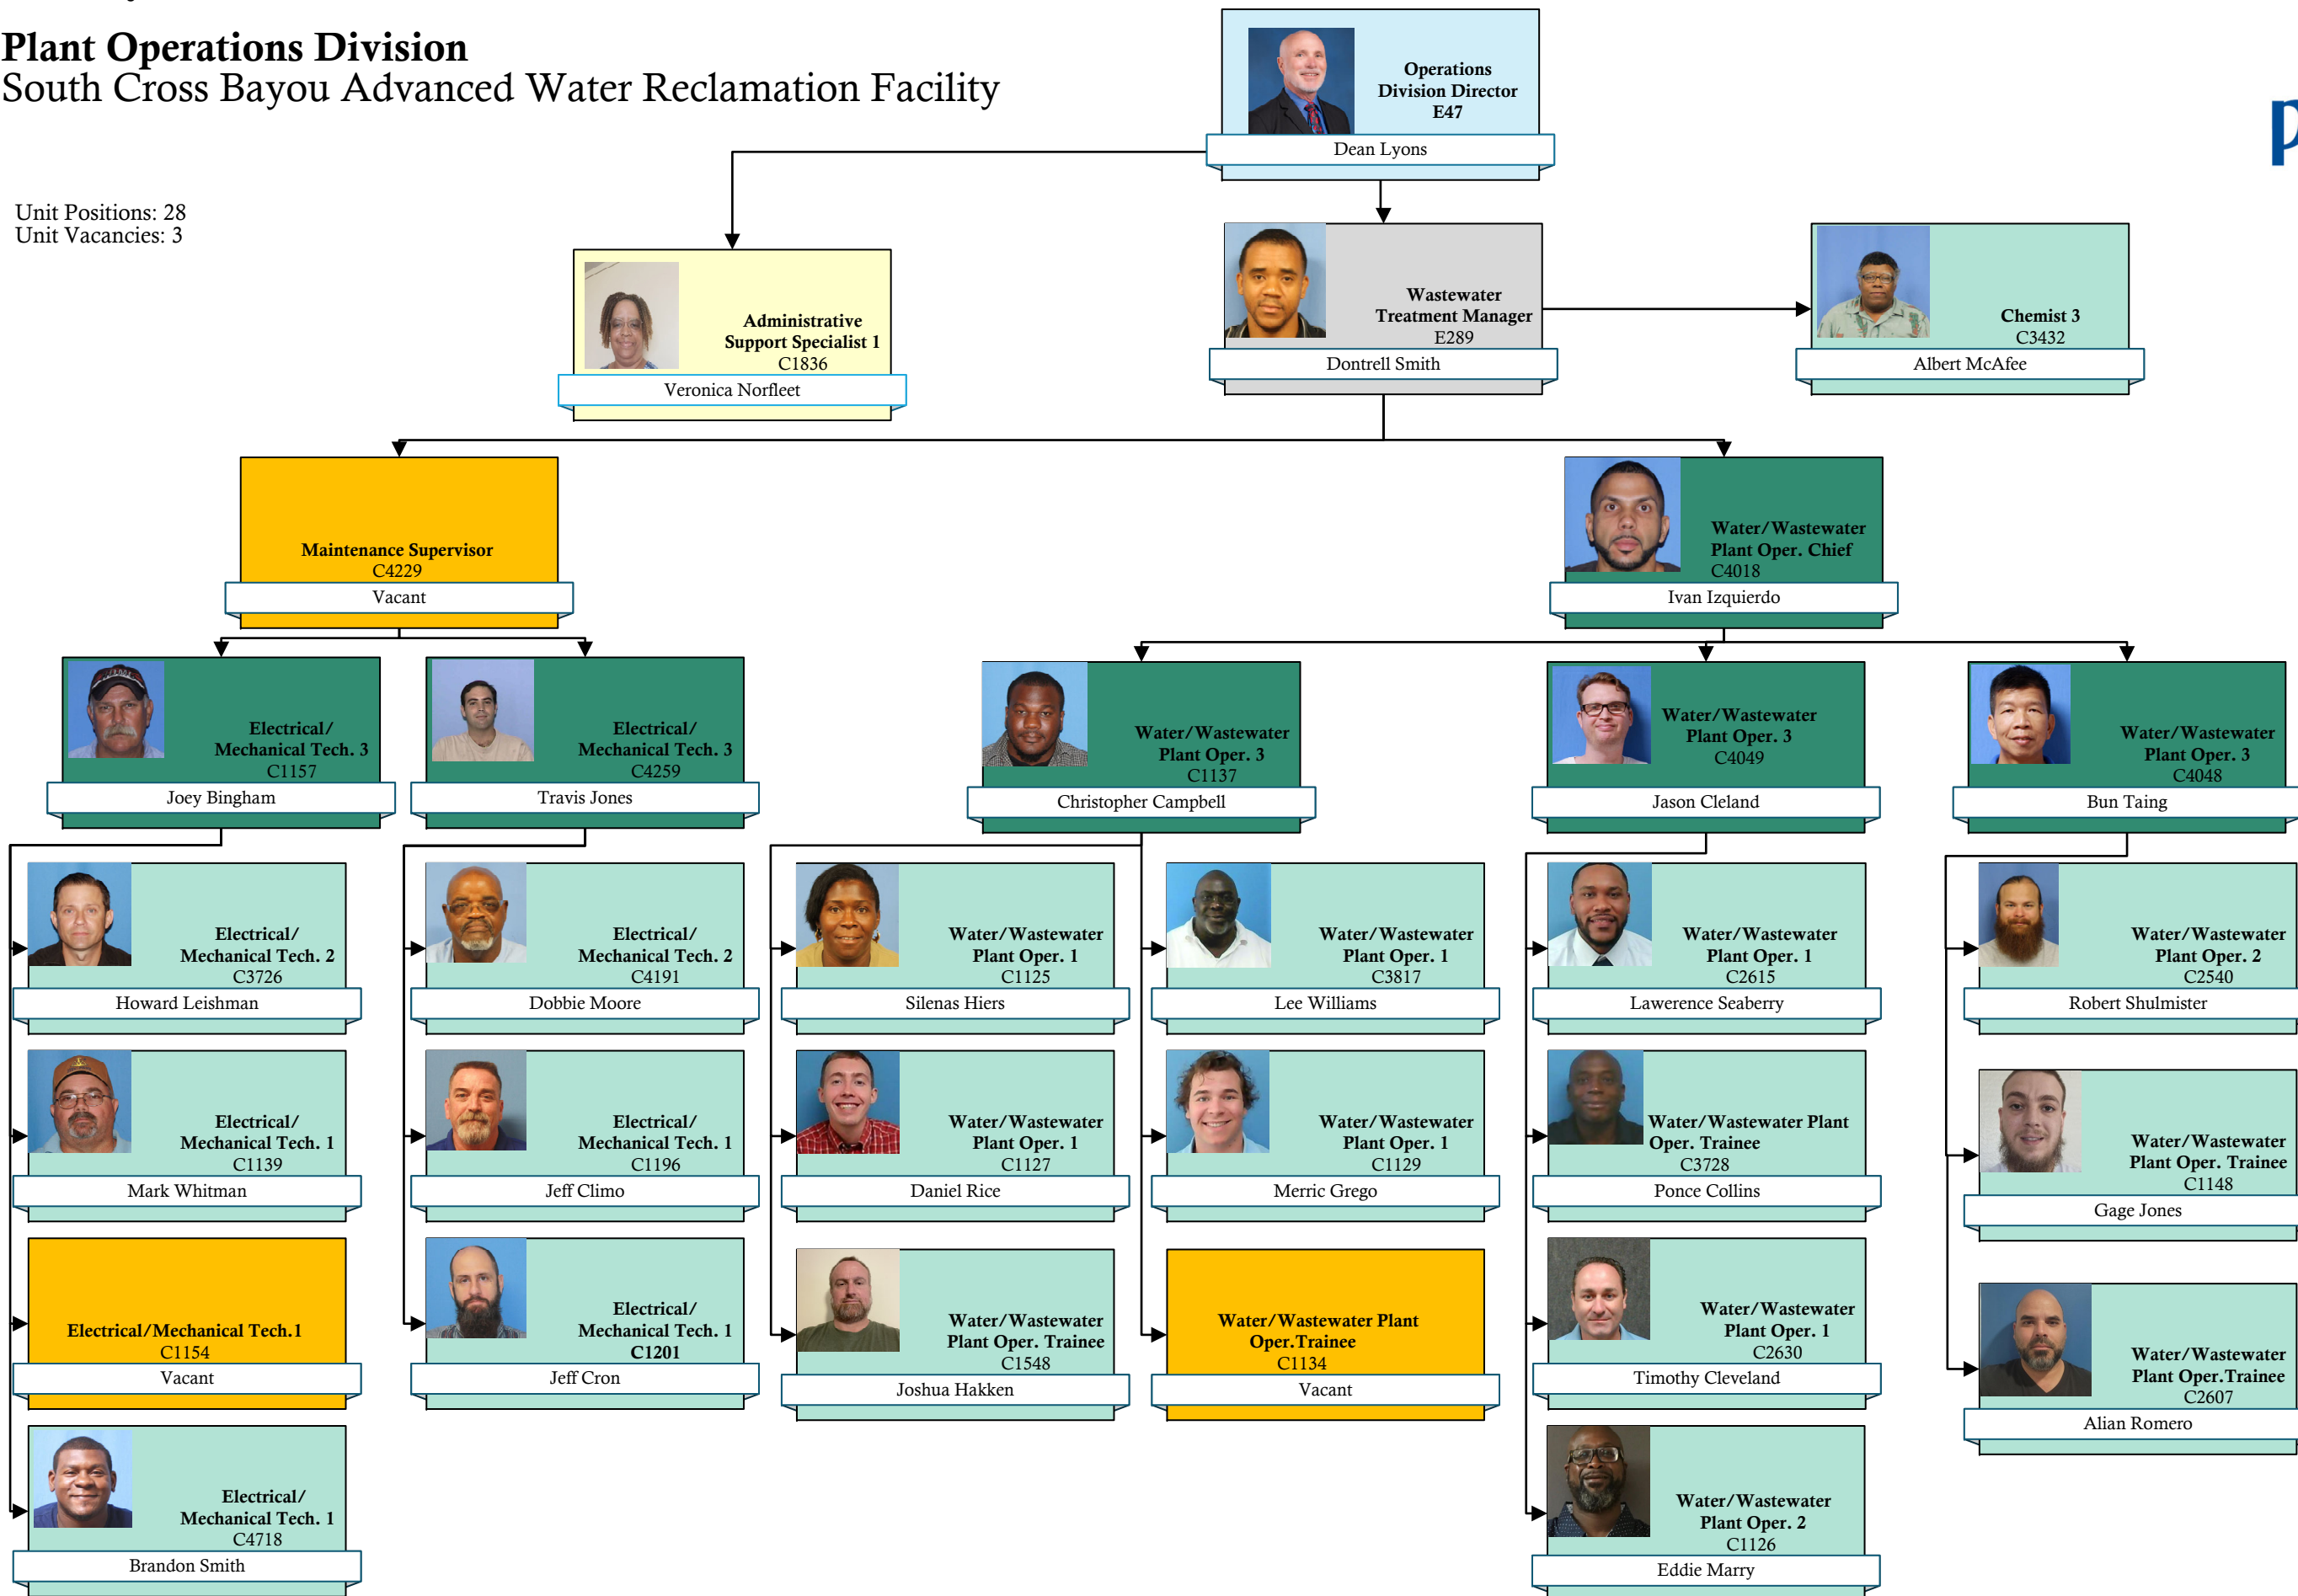 Plant Operations Division
South Cross Bayou Advanced Water Reclamation Facility
Unit Positions: 28
Unit Vacancies: 3
Operations
Division Director
E47
Dean Lyons
Administrative
Support Specialist 1
C1836
Veronica Norfleet
Wastewater
Treatment Manager
E289
Dontrell Smith
Chemist 3
C3432
Albert McAfee
Maintenance Supervisor
C4229
Vacant
Water/Wastewater
Plant Oper. Chief
C4018
Ivan Izquierdo
Electrical/
Mechanical Tech. 3
C1157
Joey Bingham
Electrical/
Mechanical Tech. 3
C4259
Travis Jones
Water/Wastewater
Plant Oper. 3
C1137
Christopher Campbell
Water/Wastewater
Plant Oper. 3
C4049
Jason Cleland
Water/Wastewater
Plant Oper. 3
C4048
Bun Taing
Electrical/
Mechanical Tech. 2
C3726
Howard Leishman
Electrical/
Mechanical Tech. 2
C4191
Dobbie Moore
Water/Wastewater
Plant Oper. 1
C1125
Silenas Hiers
Water/Wastewater
Plant Oper. 1
C3817
Lee Williams
Water/Wastewater
Plant Oper. 1
C2615
Lawerence Seaberry
Water/Wastewater
Plant Oper. 2
C2540
Robert Shulmister
Electrical/
Mechanical Tech. 1
C1139
Mark Whitman
Electrical/
Mechanical Tech. 1
C1196
Jeff Climo
Water/Wastewater
Plant Oper. 1
C1127
Daniel Rice
Water/Wastewater
Plant Oper. 1
C1129
Merric Grego
Water/Wastewater Plant
Oper. Trainee
C3728
Ponce Collins
Water/Wastewater
Plant Oper. Trainee
C1148
Gage Jones
Electrical/Mechanical Tech.1
C1154
Vacant
Electrical/
Mechanical Tech. 1
C1201
Jeff Cron
Water/Wastewater
Plant Oper. Trainee
C1548
Joshua Hakken
Water/Wastewater Plant
Oper.Trainee
C1134
Vacant
Water/Wastewater
Plant Oper. 1
C2630
Timothy Cleveland
Water/Wastewater
Plant Oper.Trainee
C2607
Alian Romero
Electrical/
Mechanical Tech. 1
C4718
Brandon Smith
Water/Wastewater
Plant Oper. 2
C1126
Eddie Marry